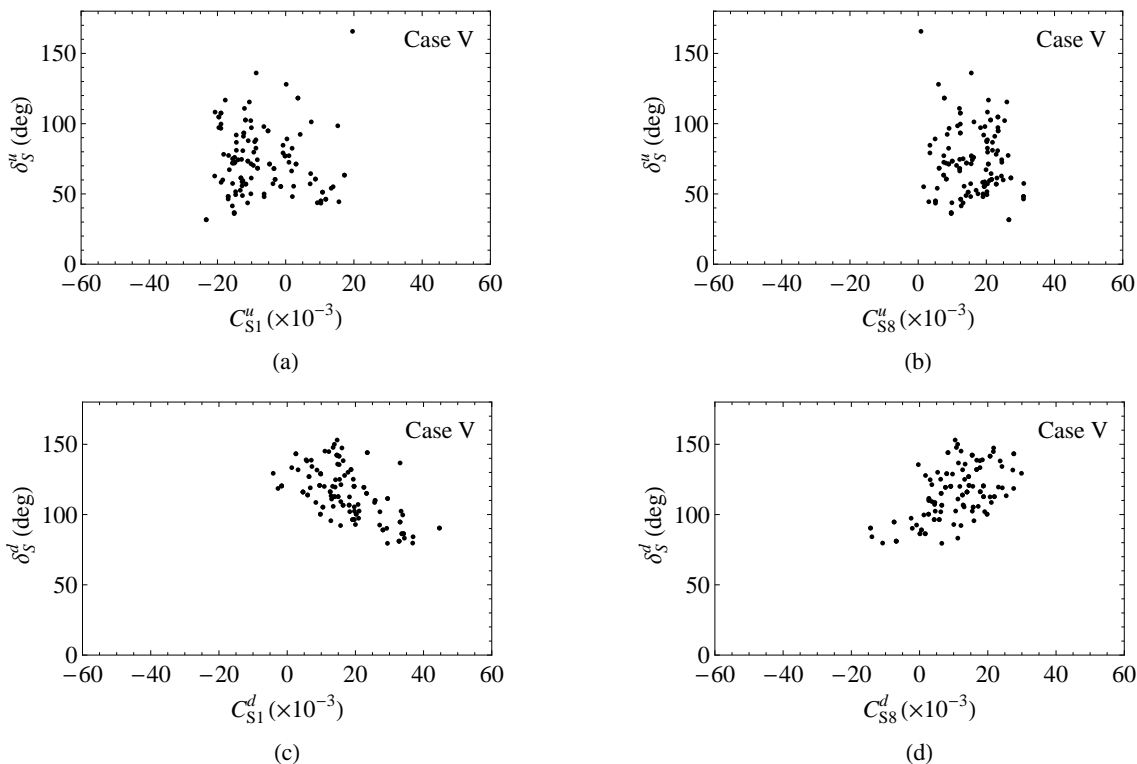 Case V
150
100
50
0
δ_S^u (deg)
−60 −40 −20 0 20 40 60
C_S1^u (×10^−3)
(a)
Case V
150
100
50
0
δ_S^u (deg)
−60 −40 −20 0 20 40 60
C_S8^u (×10^−3)
(b)
Case V
150
100
50
0
δ_S^d (deg)
−60 −40 −20 0 20 40 60
C_S1^d (×10^−3)
(c)
Case V
150
100
50
0
δ_S^d (deg)
−60 −40 −20 0 20 40 60
C_S8^d (×10^−3)
(d)